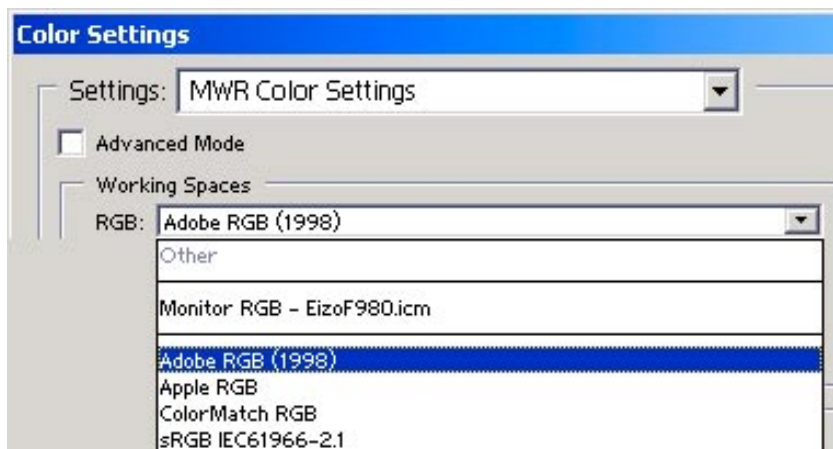 Color Settings
Settings: MWR Color Settings
Advanced Mode
Working Spaces
RGB: Adobe RGB (1998)
Other
Monitor RGB - EizoF980.icm
Adobe RGB (1998)
Apple RGB
ColorMatch RGB
sRGB IEC61966-2.1